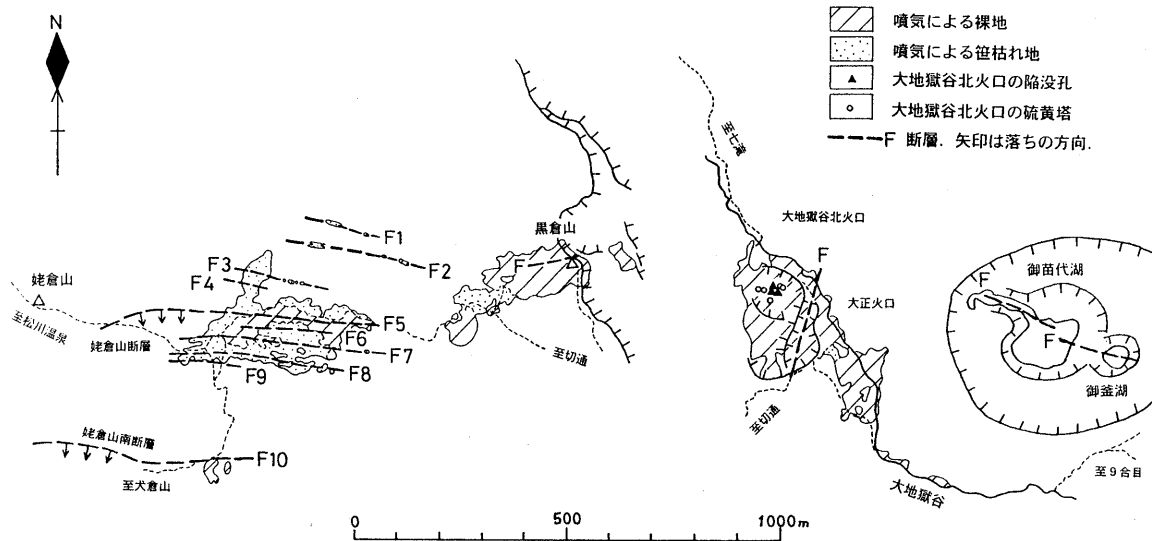 N
噴気による裸地
噴気による笹枯れ地
大地獄谷北火口の陥没孔
大地獄谷北火口の硫黄塔
F 断層．矢印は落ちの方向．
至七滝
大地獄谷北火口
黒倉山
F
F
F1
F2
F3
F4
姥倉山
至松川温泉
姥倉山断層
F5
F6
F7
F8
F9
至切通
大正火口
至切通
御苗代湖
F
F
御釜湖
姥倉山南断層
F10
至犬倉山
大地獄谷
至9合目
0 500 1000m